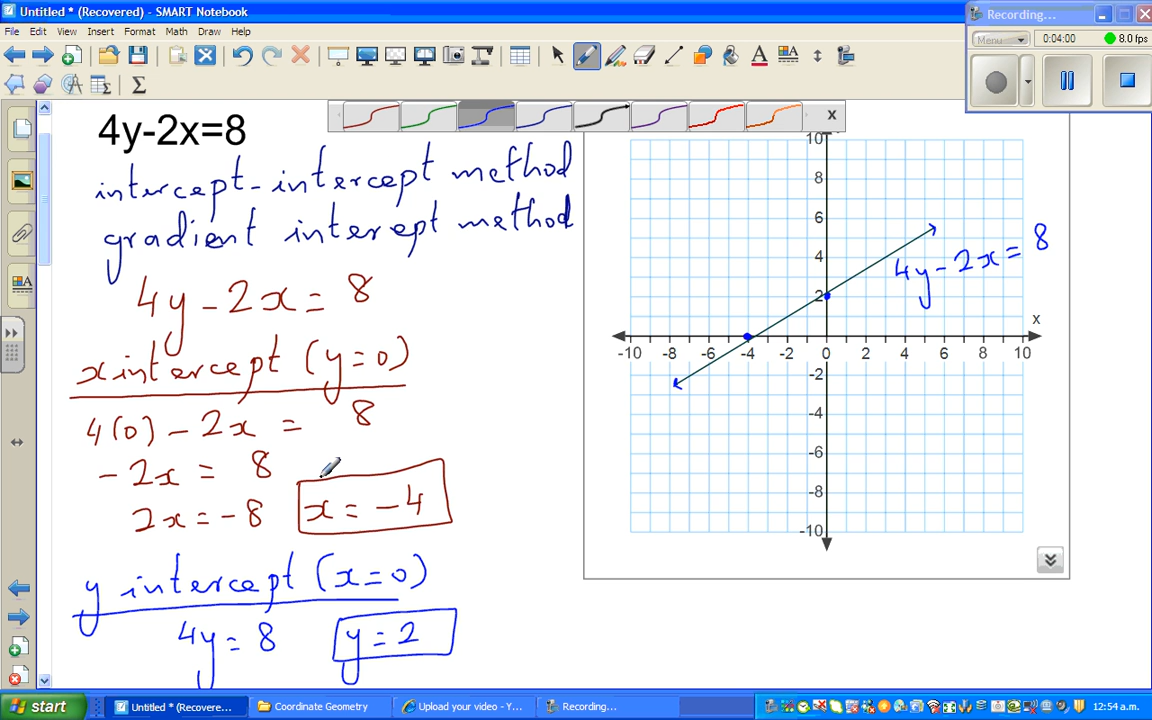 Untitled * (Recovered) - SMART Notebook
Recording...
File Edit View Insert Format Math Draw Help
Menu
0:04:00
8.0 fps
4y-2x=8
x
intercept-intercept method
gradient intercept method
4y - 2x = 8
x intercept (y=0)
4(0) - 2x = 8
-2x = 8
2x = -8
x = -4
y intercept (x=0)
4y = 8
y = 2
10
8
6
4
2
4y - 2x = 8
x
-10 -8 -6 -4 -2 0 2 4 6 8 10
-2
-4
-6
-8
-10
start
Untitled * (Recovere...
Coordinate Geometry
Upload your video - Y...
Recording...
12:54 a.m.